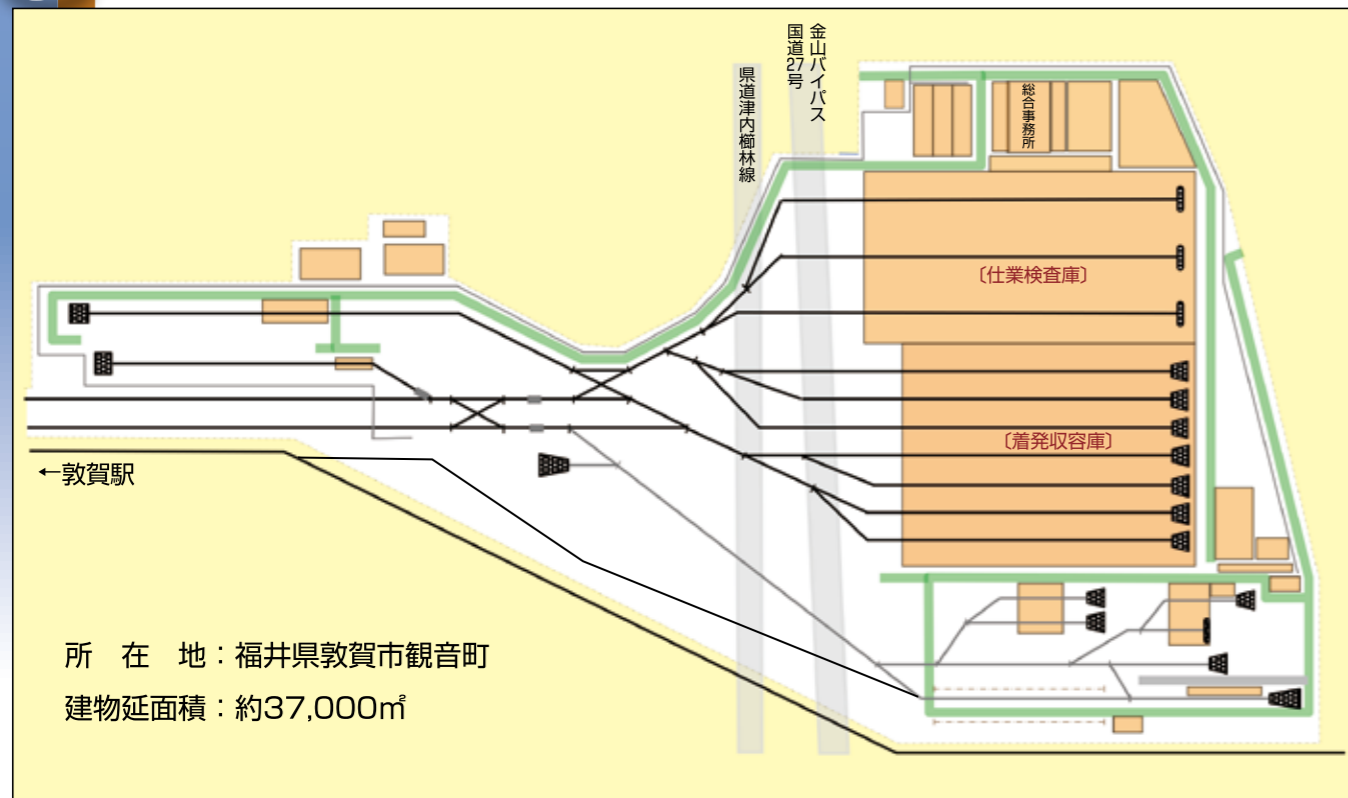 県道津内櫛林線
金山バイパス
国道27号
総合事務所
〔仕業検査庫〕
〔着発収容庫〕
←敦賀駅
所　在　地：福井県敦賀市観音町
建物延面積：約37,000㎡